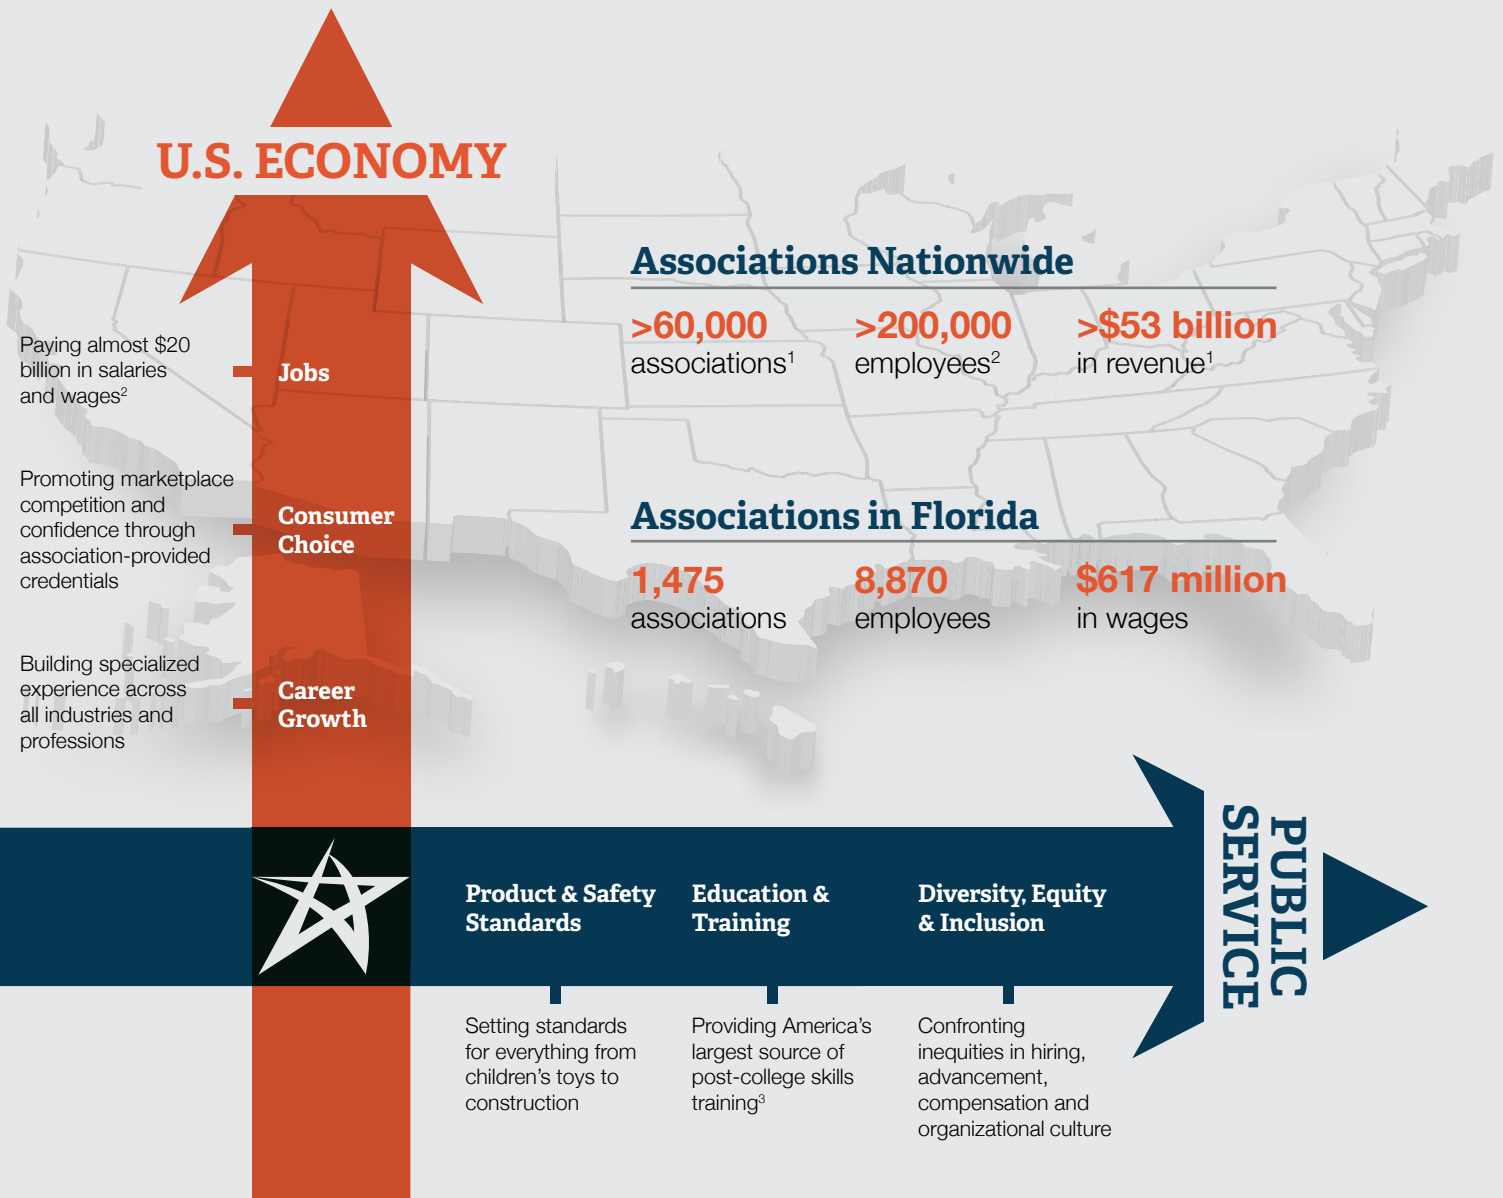 U.S. ECONOMY
Paying almost $20
billion in salaries
and wages²
Jobs
Promoting marketplace
competition and
confidence through
association-provided
credentials
Consumer
Choice
Building specialized
experience across
all industries and
professions
Career
Growth
Associations Nationwide
>60,000
associations¹
>200,000
employees²
>$53 billion
in revenue¹
Associations in Florida
1,475
associations
8,870
employees
$617 million
in wages
Product & Safety
Standards
Education &
Training
Diversity, Equity
& Inclusion
PUBLIC
SERVICE
Setting standards
for everything from
children’s toys to
construction
Providing America’s
largest source of
post-college skills
training³
Confronting
inequities in hiring,
advancement,
compensation and
organizational culture